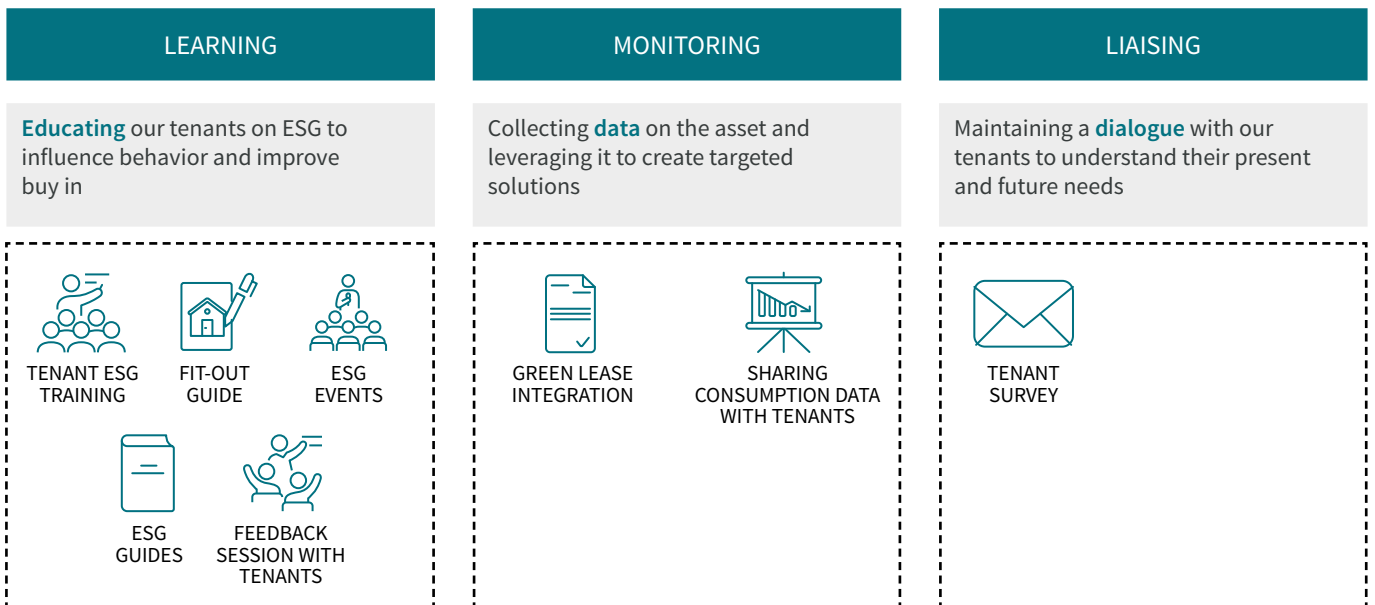 LEARNING
Educating our tenants on ESG to
influence behavior and improve
buy in
TENANT ESG
TRAINING
FIT-OUT
GUIDE
ESG
EVENTS
ESG
GUIDES
FEEDBACK
SESSION WITH
TENANTS
MONITORING
Collecting data on the asset and
leveraging it to create targeted
solutions
GREEN LEASE
INTEGRATION
SHARING
CONSUMPTION DATA
WITH TENANTS
LIAISING
Maintaining a dialogue with our
tenants to understand their present
and future needs
TENANT
SURVEY